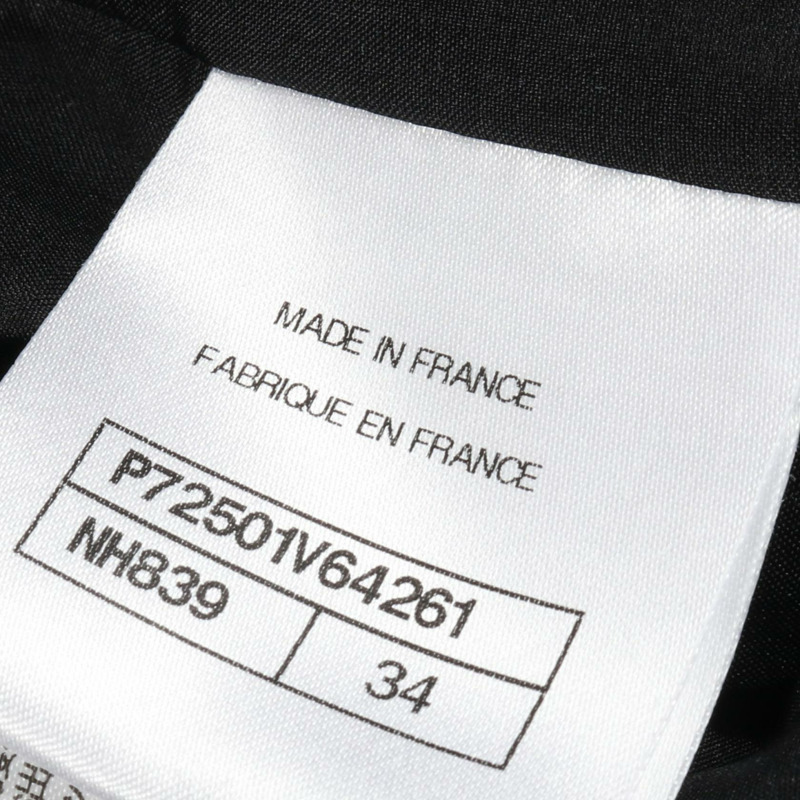 MADE IN FRANCE
FABRIQUE EN FRANCE
P72501V64261
NH839
34